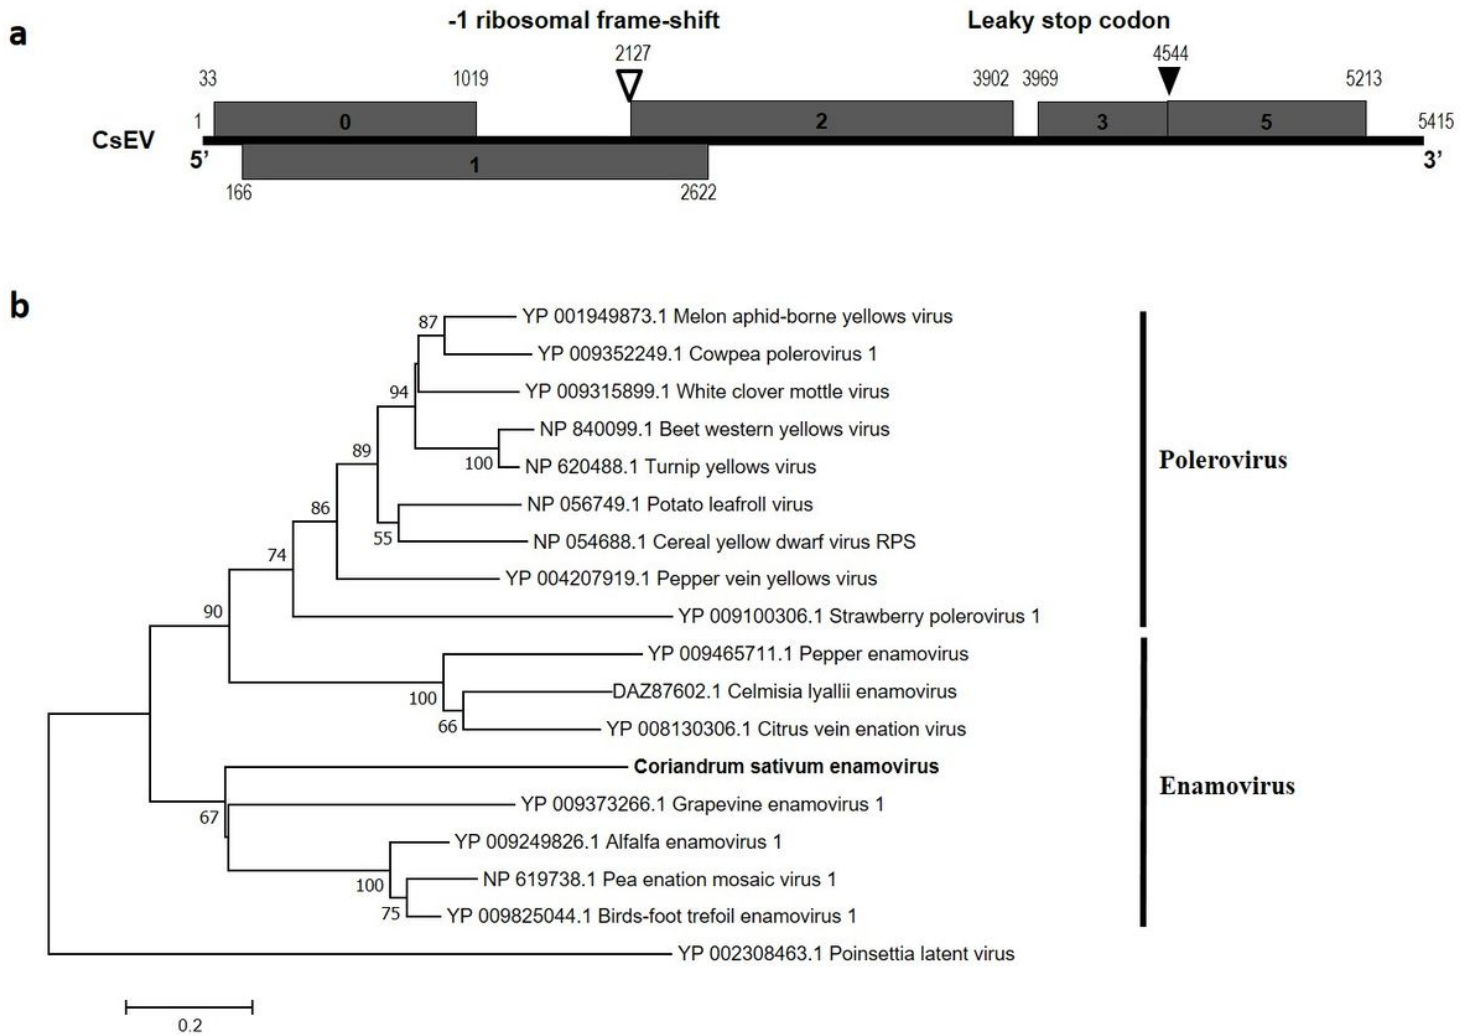 a
-1 ribosomal frame-shift
Leaky stop codon
2127
4544
33
1019
3902
3969
5213
0
2
3
5
1
5415
CsEV
5’
3’
1
166
2622
b
87
YP 001949873.1 Melon aphid-borne yellows virus
YP 009352249.1 Cowpea polerovirus 1
94
YP 009315899.1 White clover mottle virus
NP 840099.1 Beet western yellows virus
89
100
NP 620488.1 Turnip yellows virus
Polerovirus
86
NP 056749.1 Potato leafroll virus
55
NP 054688.1 Cereal yellow dwarf virus RPS
74
YP 004207919.1 Pepper vein yellows virus
90
YP 009100306.1 Strawberry polerovirus 1
YP 009465711.1 Pepper enamovirus
100
DAZ87602.1 Celmisia lyallii enamovirus
66
YP 008130306.1 Citrus vein enation virus
Coriandrum sativum enamovirus
Enamovirus
67
YP 009373266.1 Grapevine enamovirus 1
YP 009249826.1 Alfalfa enamovirus 1
100
NP 619738.1 Pea enation mosaic virus 1
75
YP 009825044.1 Birds-foot trefoil enamovirus 1
YP 002308463.1 Poinsettia latent virus
0.2